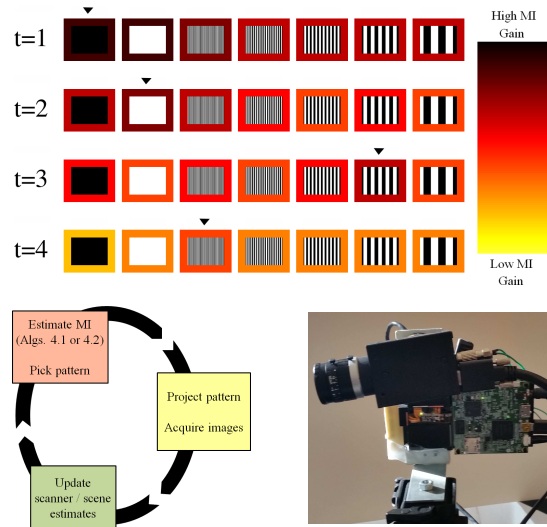 High MI
Gain
t=1
t=2
t=3
t=4
Low MI
Gain
Estimate MI
(Algs. 4.1 or 4.2)
Pick pattern
Project pattern
Acquire images
Update
scanner / scene
estimates